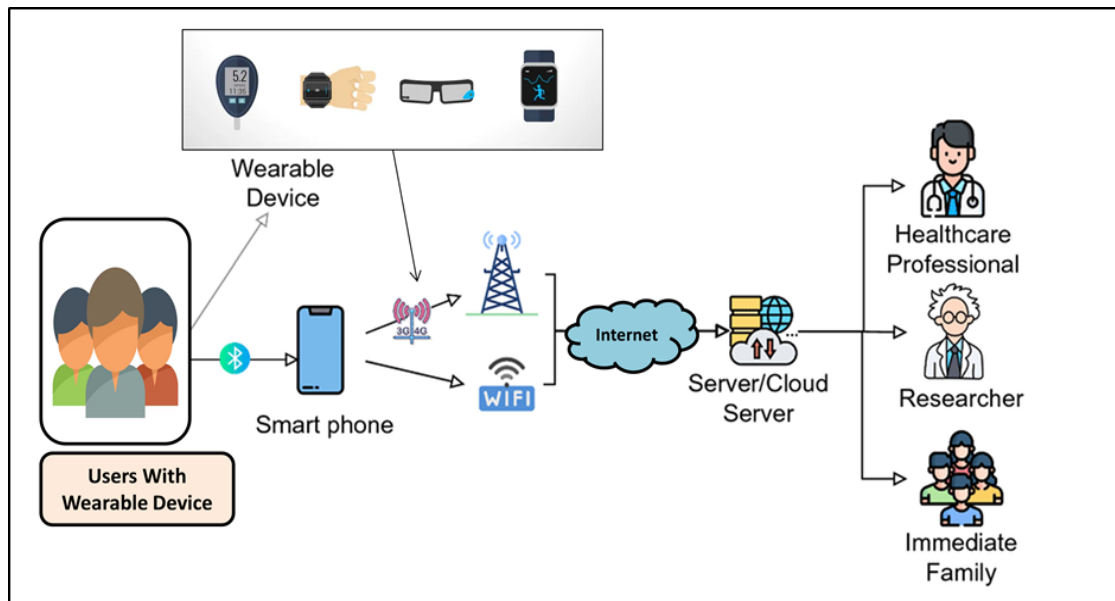 5.2
11:35
Wearable
Device
3G 4G
Internet
WIFI
Smart phone
Server/Cloud
Server
Users With
Wearable Device
Healthcare
Professional
Researcher
Immediate
Family